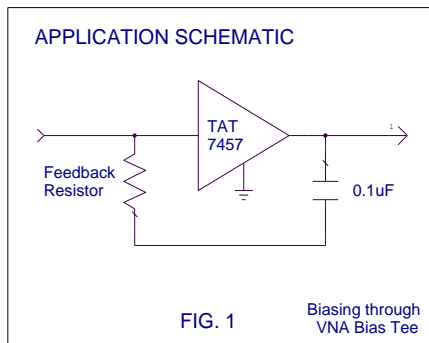 APPLICATION SCHEMATIC
TAT
7457
1
Feedback
Resistor
0.1uF
FIG. 1
Biasing through
VNA Bias Tee